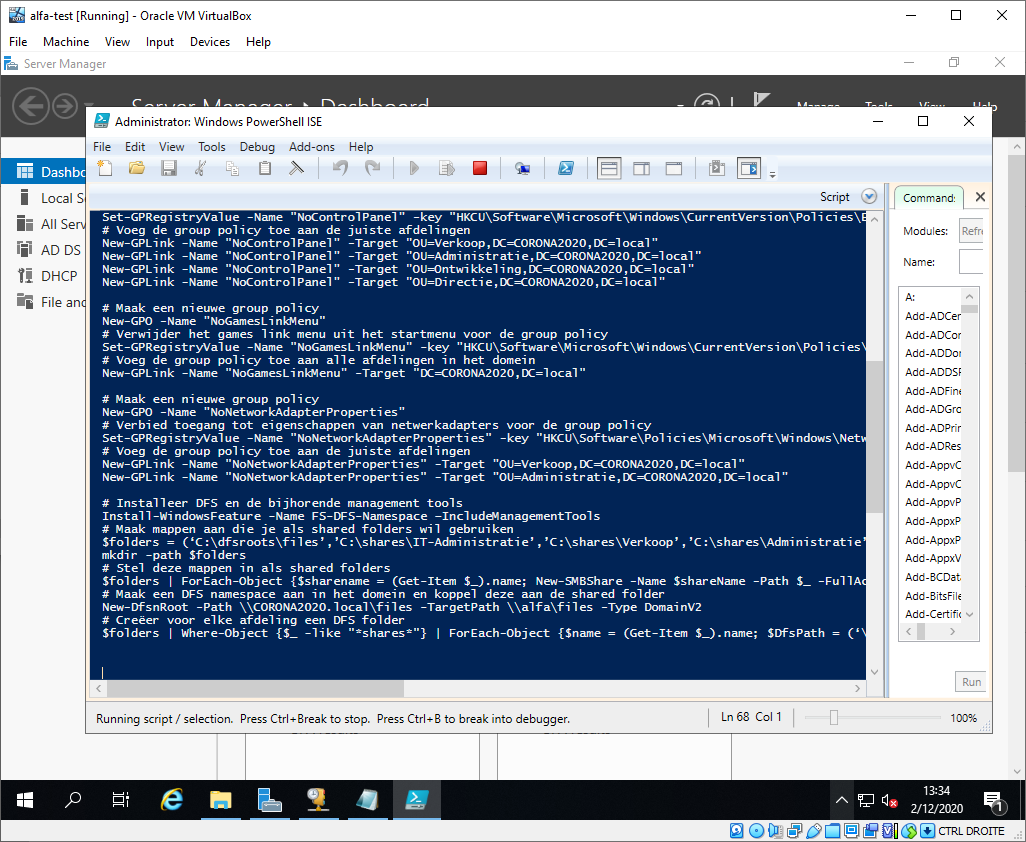 alfa-test [Running] - Oracle VM VirtualBox
File Machine View Input Devices Help
Server Manager
Server Manager Dashboard
Manage Tools View Help
Administrator: Windows PowerShell ISE
File Edit View Tools Debug Add-ons Help
Script
Command:
Modules: Refre
Name:
A:
Add-ADCer
Add-ADCor
Add-ADDor
Add-ADDSR
Add-ADFine
Add-ADGro
Add-ADPrin
Add-ADRes
Add-AppvC
Add-AppvC
Add-AppvP
Add-AppxP
Add-AppxP
Add-AppxV
Add-BCData
Add-BitsFile
Add-Certific
Run
Dashbo
Local S
All Serv
AD DS
DHCP
File and
Set-GPRegistryValue -Name "NoControlPanel" -key "HKCU\Software\Microsoft\Windows\CurrentVersion\Policies\E
# Voeg de group policy toe aan de juiste afdelingen
New-GPLink -Name "NoControlPanel" -Target "OU=Verkoop,DC=CORONA2020,DC=local"
New-GPLink -Name "NoControlPanel" -Target "OU=Administratie,DC=CORONA2020,DC=local"
New-GPLink -Name "NoControlPanel" -Target "OU=Ontwikkeling,DC=CORONA2020,DC=local"
New-GPLink -Name "NoControlPanel" -Target "OU=Directie,DC=CORONA2020,DC=local"
# Maak een nieuwe group policy
New-GPO -Name "NoGamesLinkMenu"
# Verwijder het games link menu uit het startmenu voor de group policy
Set-GPRegistryValue -Name "NoGamesLinkMenu" -key "HKCU\Software\Microsoft\Windows\CurrentVersion\Policies\
# Voeg de group policy toe aan alle afdelingen in het domein
New-GPLink -Name "NoGamesLinkMenu" -Target "DC=CORONA2020,DC=local"
# Maak een nieuwe group policy
New-GPO -Name "NoNetworkAdapterProperties"
# Verbied toegang tot eigenschappen van netwerkadapters voor de group policy
Set-GPRegistryValue -Name "NoNetworkAdapterProperties" -key "HKCU\Software\Policies\Microsoft\Windows\Netw
# Voeg de group policy toe aan de juiste afdelingen
New-GPLink -Name "NoNetworkAdapterProperties" -Target "OU=Verkoop,DC=CORONA2020,DC=local"
New-GPLink -Name "NoNetworkAdapterProperties" -Target "OU=Administratie,DC=CORONA2020,DC=local"
# Installeer DFS en de bijhorende management tools
Install-WindowsFeature -Name FS-DFS-Namespace -IncludeManagementTools
# Maak mappen aan die je als shared folders wil gebruiken
$folders = (‘C:\dfsroots\files’,’C:\shares\IT-Administratie’,’C:\shares\Verkoop’,’C:\shares\Administratie’
mkdir -path $folders
# Stel deze mappen in als shared folders
$folders | ForEach-Object {$sharename = (Get-Item $_).name; New-SMBShare -Name $shareName -Path $_ -FullAc
# Maak een DFS namespace aan in het domein en koppel deze aan de shared folder
New-DfsnRoot -Path \\CORONA2020.local\files -TargetPath \\alfa\files -Type DomainV2
# Creëer voor elke afdeling een DFS folder
$folders | Where-Object {$_ -like "*shares*"} | ForEach-Object {$name = (Get-Item $_).name; $DfsPath = (‘\
Running script / selection. Press Ctrl+Break to stop. Press Ctrl+B to break into debugger.
Ln 68 Col 1
100%
13:34
2/12/2020
1
CTRL DROITE